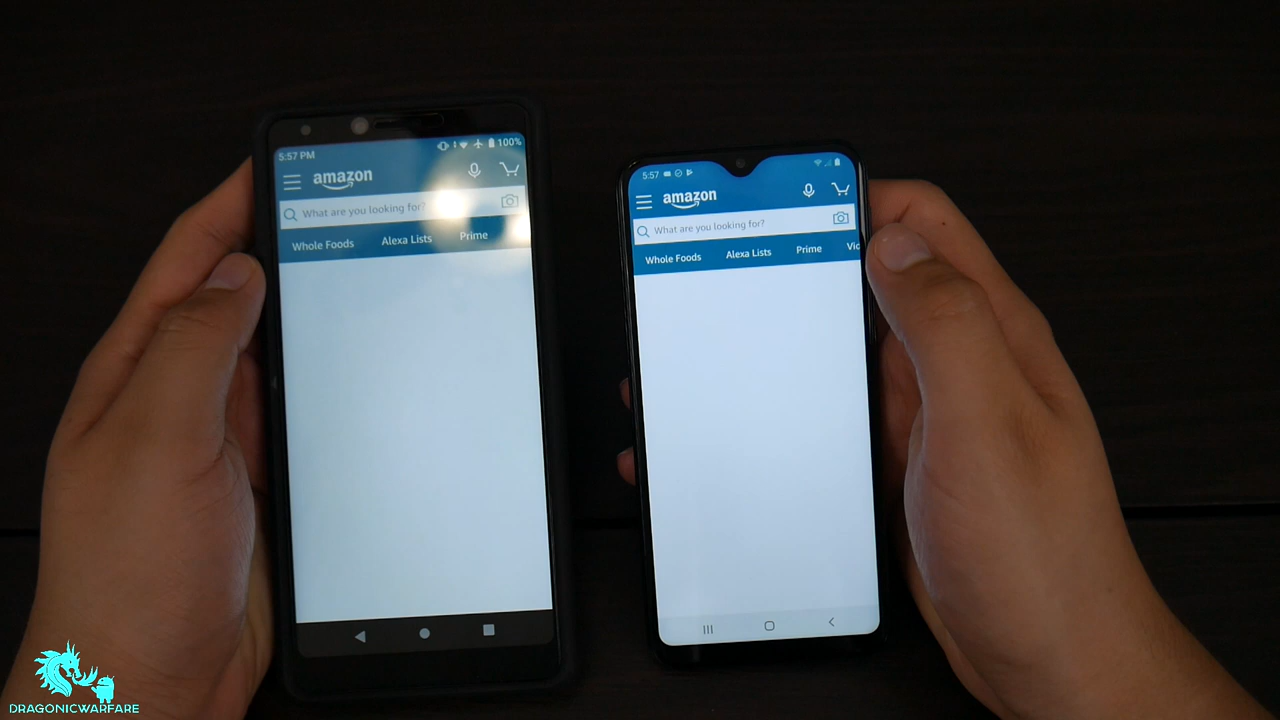 5:57 PM
100%
amazon
What are you looking for?
Whole Foods Alexa Lists Prime
5:57
amazon
What are you looking for?
Whole Foods Alexa Lists Prime Vic
DRAGONICWARFARE